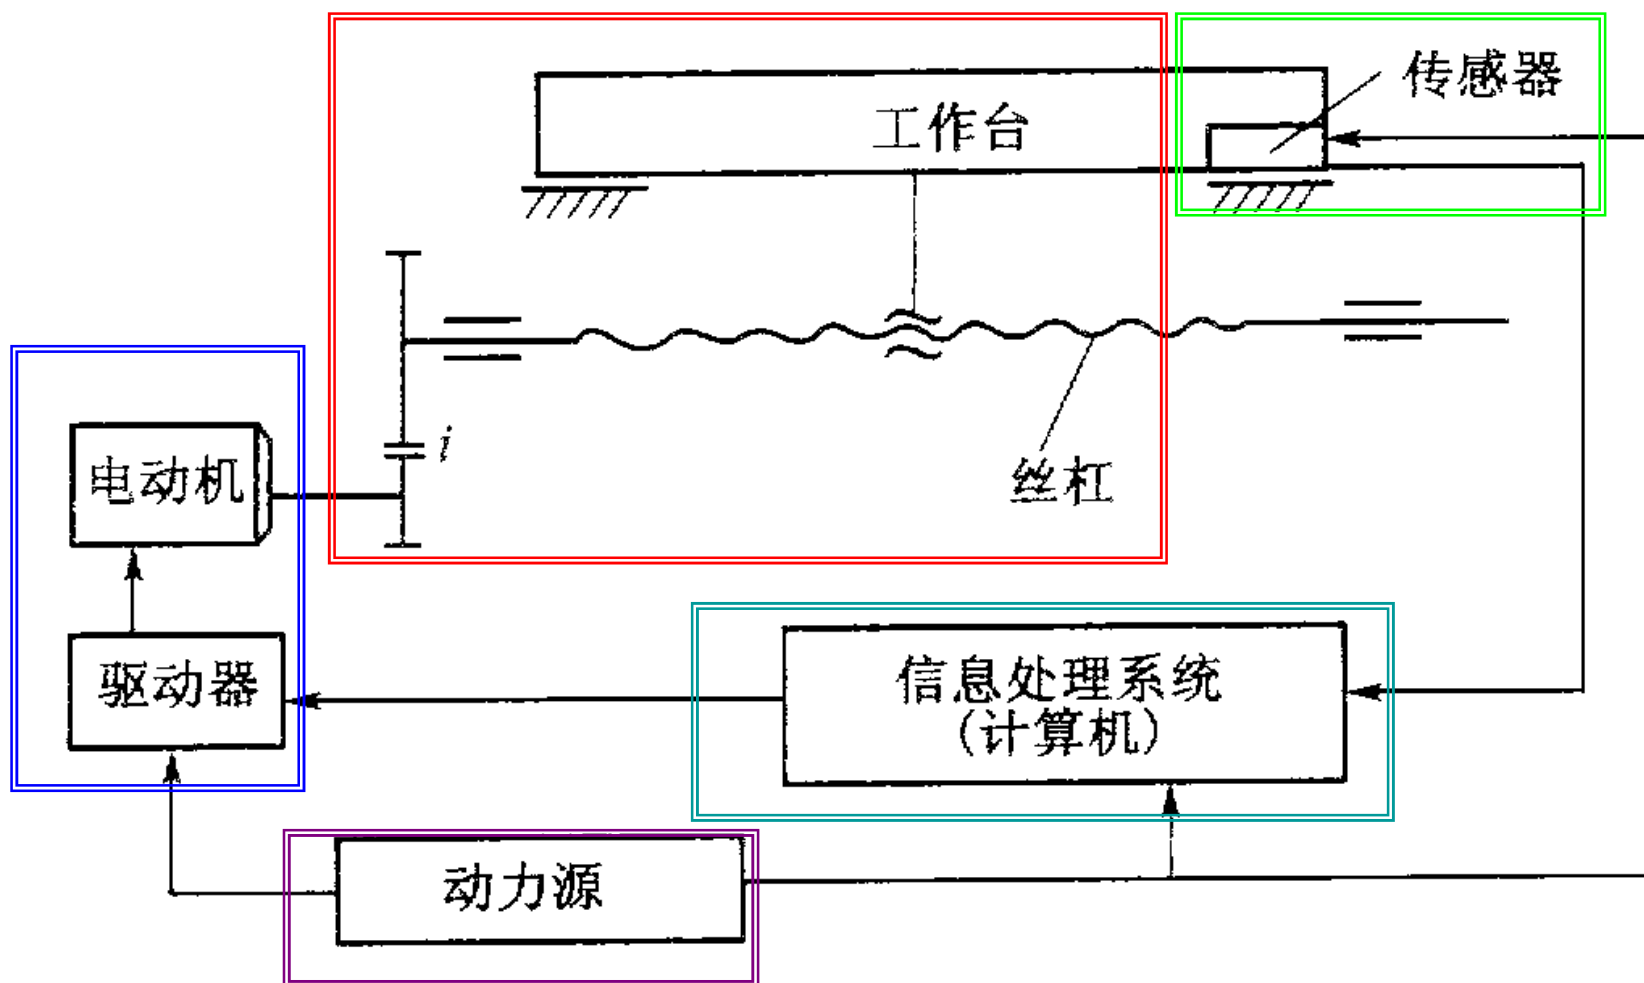 传感器
工作台
i
电动机
丝杠
驱动器
信息处理系统
(计算机)
动力源